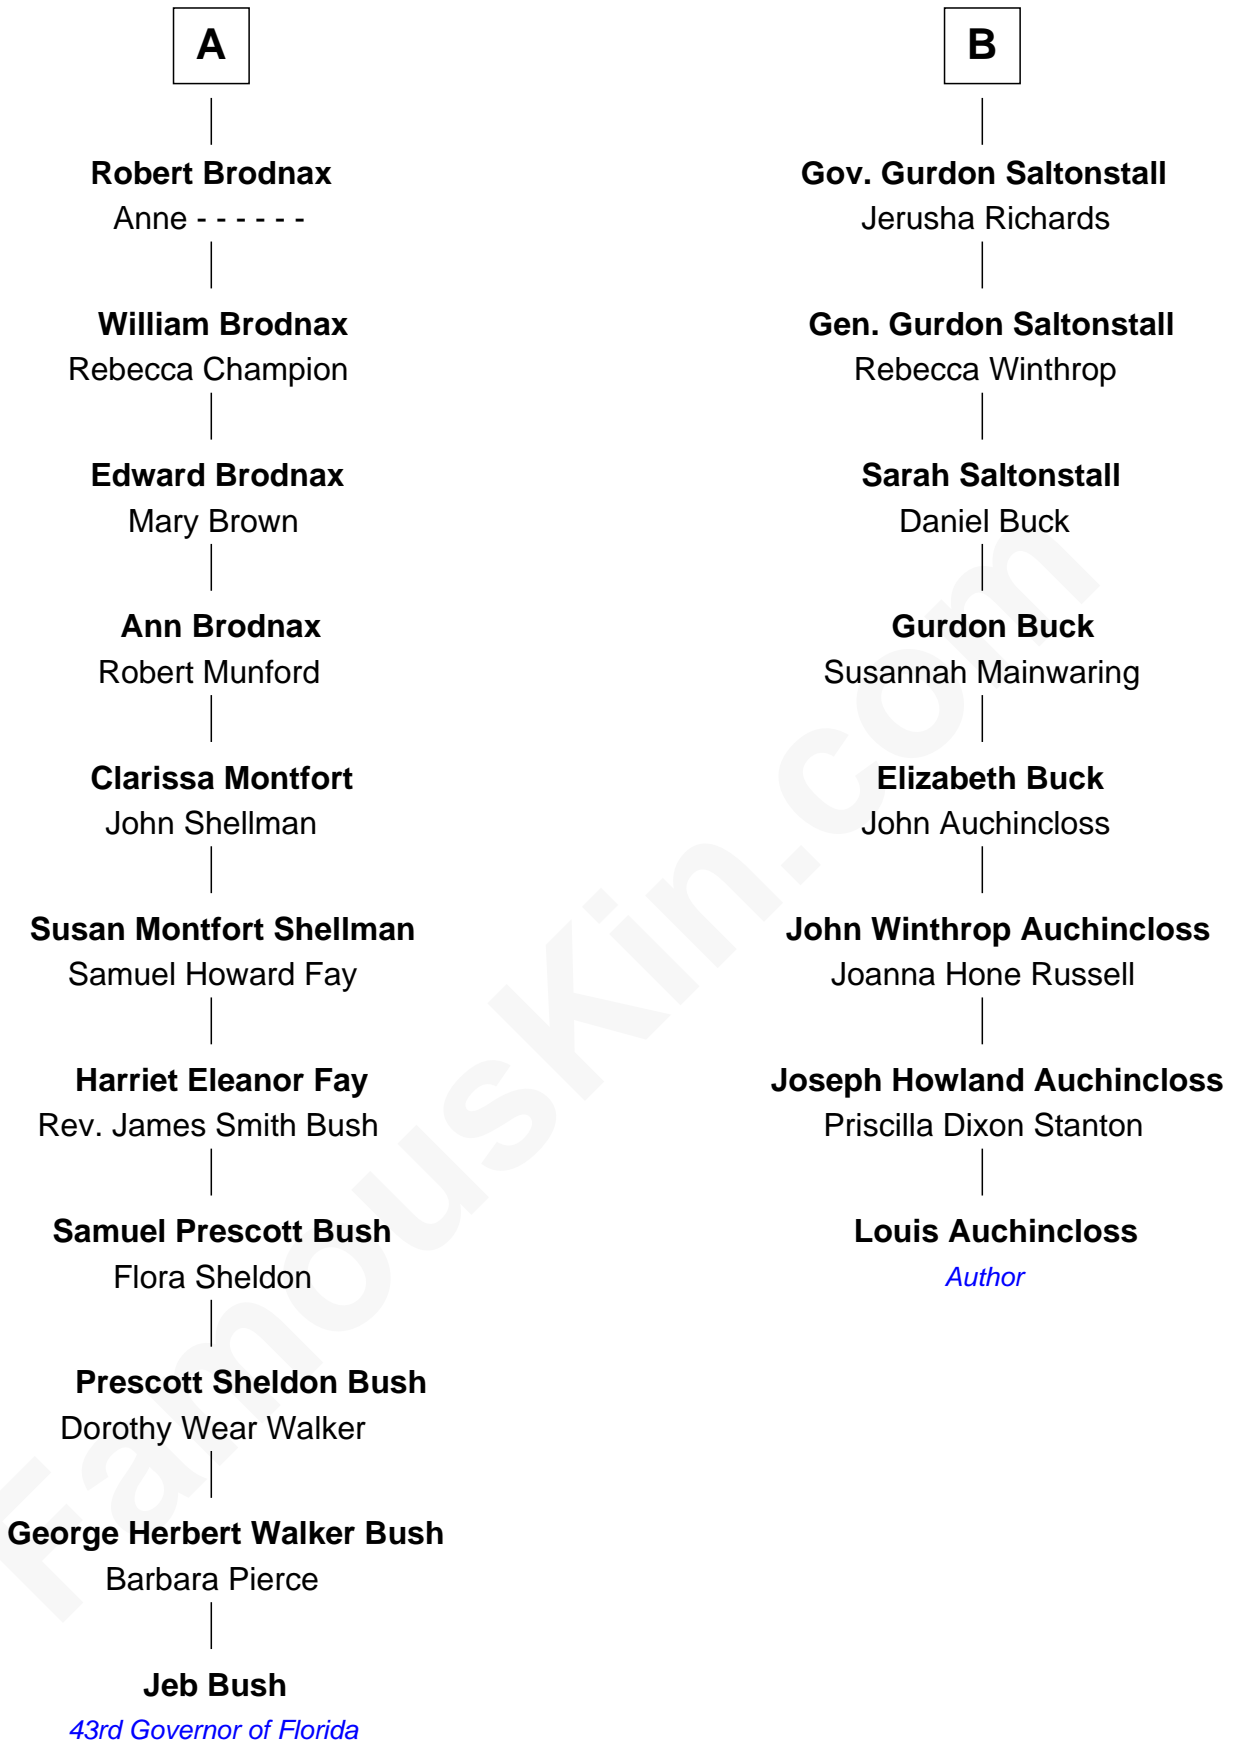 A
Robert Brodnax
Anne - - - - - -
William Brodnax
Rebecca Champion
Edward Brodnax
Mary Brown
Ann Brodnax
Robert Munford
Clarissa Montfort
John Shellman
Susan Montfort Shellman
Samuel Howard Fay
Harriet Eleanor Fay
Rev. James Smith Bush
Samuel Prescott Bush
Flora Sheldon
Prescott Sheldon Bush
Dorothy Wear Walker
George Herbert Walker Bush
Barbara Pierce
Jeb Bush
43rd Governor of Florida
B
Gov. Gurdon Saltonstall
Jerusha Richards
Gen. Gurdon Saltonstall
Rebecca Winthrop
Sarah Saltonstall
Daniel Buck
Gurdon Buck
Susannah Mainwaring
Elizabeth Buck
John Auchincloss
John Winthrop Auchincloss
Joanna Hone Russell
Joseph Howland Auchincloss
Priscilla Dixon Stanton
Louis Auchincloss
Author
FamousKin.com